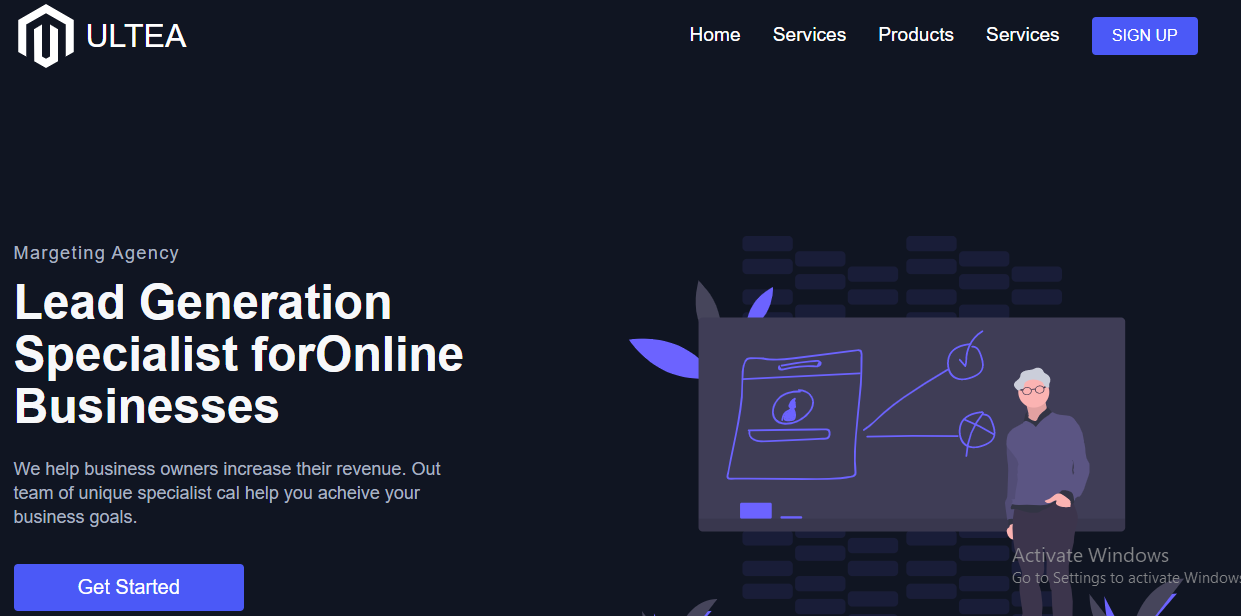 ULTEA
Home Services Products Services SIGN UP
Margeting Agency
Lead Generation
Specialist forOnline
Businesses
We help business owners increase their revenue. Out
team of unique specialist cal help you acheive your
business goals.
Get Started
Activate Windows
Go to Settings to activate Windows